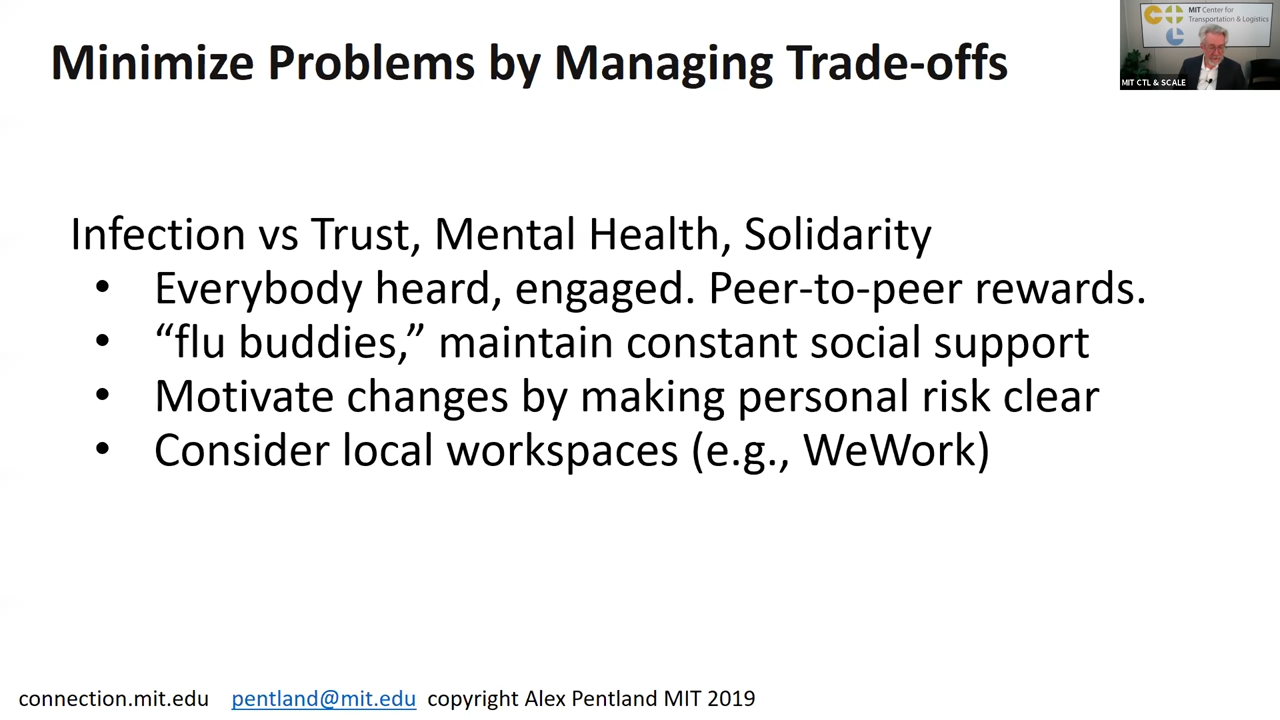 Minimize Problems by Managing Trade-offs
MIT Center for
Transportation & Logistics
MIT CTL & SCALE
Infection vs Trust, Mental Health, Solidarity
• Everybody heard, engaged. Peer-to-peer rewards.
• “flu buddies,” maintain constant social support
• Motivate changes by making personal risk clear
• Consider local workspaces (e.g., WeWork)
connection.mit.edu pentland@mit.edu copyright Alex Pentland MIT 2019